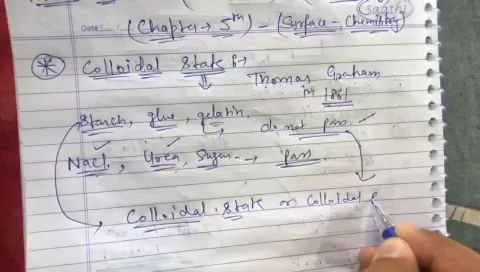 Date
(Chapter → 5th) - (Surface - Chemistry)
* Colloidal State :→
Thomas Graham
in 1861
Starch, glue, gelatin. do not pass.
NaCl, Urea, Sugar → Pass.
Colloidal State or Colloidal